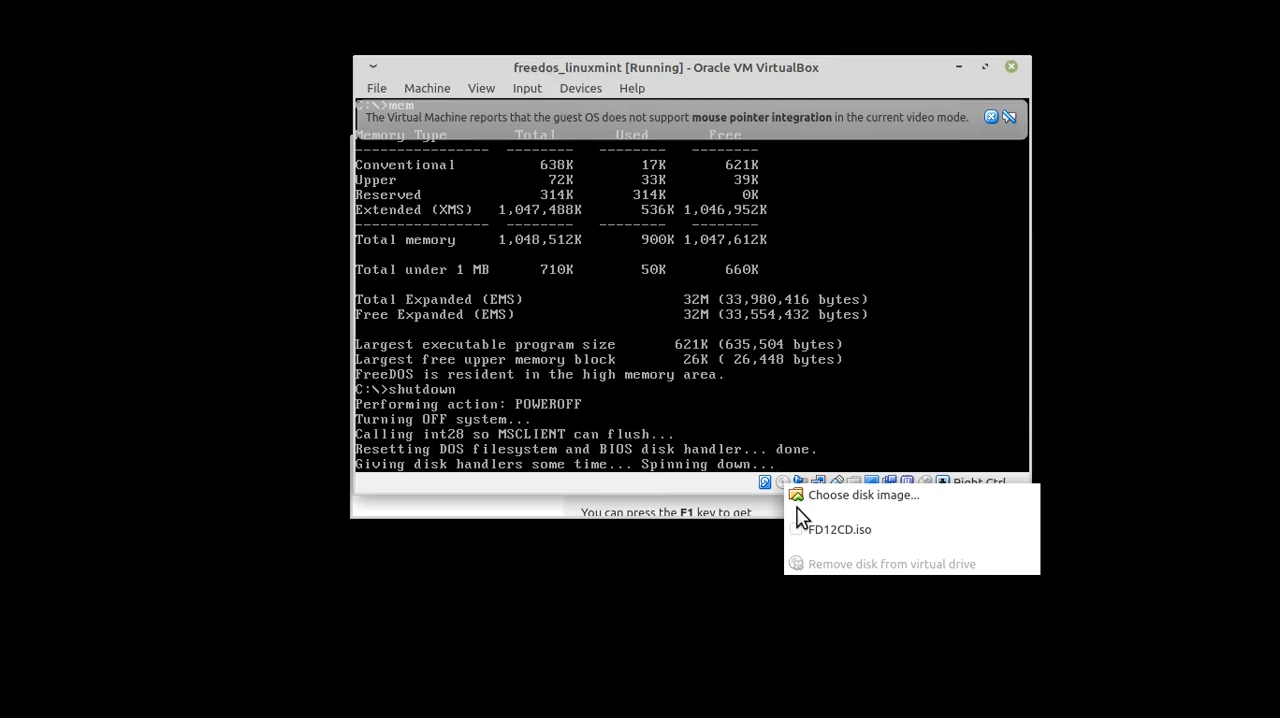 freedos_linuxmint [Running] - Oracle VM VirtualBox
File Machine View Input Devices Help
C:\>mem
The Virtual Machine reports that the guest OS does not support mouse pointer integration in the current video mode.
Memory Type Total Used Free
---------------- -------- -------- --------
Conventional 638K 17K 621K
Upper 72K 33K 39K
Reserved 314K 314K 0K
Extended (XMS) 1,047,488K 536K 1,046,952K
---------------- -------- -------- --------
Total memory 1,048,512K 900K 1,047,612K
Total under 1 MB 710K 50K 660K
Total Expanded (EMS) 32M (33,980,416 bytes)
Free Expanded (EMS) 32M (33,554,432 bytes)
Largest executable program size 621K (635,504 bytes)
Largest free upper memory block 26K ( 26,448 bytes)
FreeDOS is resident in the high memory area.
C:\>shutdown
Performing action: POWEROFF
Turning OFF system...
Calling int28 so MSCLIENT can flush...
Resetting DOS filesystem and BIOS disk handler... done.
Giving disk handlers some time... Spinning down...
Right Ctrl
Choose disk image...
You can press the F1 key to get
FD12CD.iso
Remove disk from virtual drive